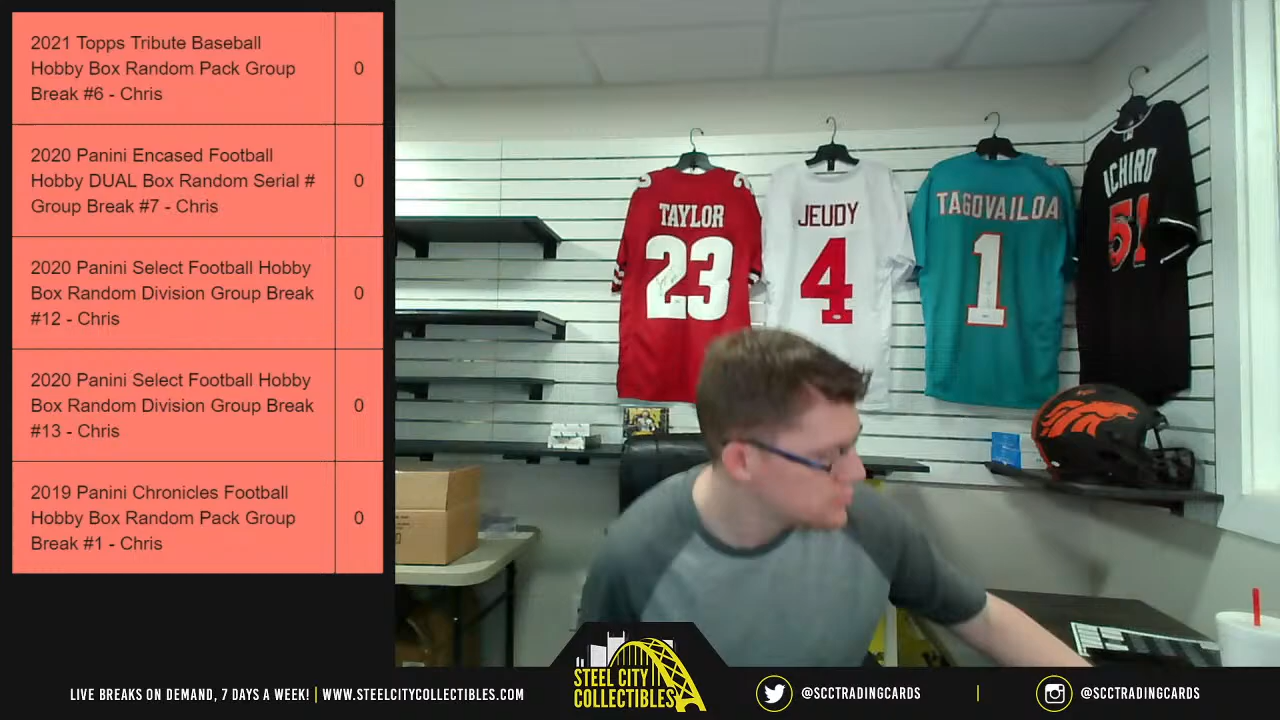 2021 Topps Tribute Baseball
Hobby Box Random Pack Group
Break #6 - Chris
0
2020 Panini Encased Football
Hobby DUAL Box Random Serial #
Group Break #7 - Chris
0
2020 Panini Select Football Hobby
Box Random Division Group Break
#12 - Chris
0
2020 Panini Select Football Hobby
Box Random Division Group Break
#13 - Chris
0
2019 Panini Chronicles Football
Hobby Box Random Pack Group
Break #1 - Chris
0
TAYLOR
23
JEUDY
4
TAGOVAILOA
1
ICHIRO
51
LIVE BREAKS ON DEMAND, 7 DAYS A WEEK! | WWW.STEELCITYCOLLECTIBLES.COM
STEEL CITY
COLLECTIBLES
@SCCTRADINGCARDS
|
@SCCTRADINGCARDS